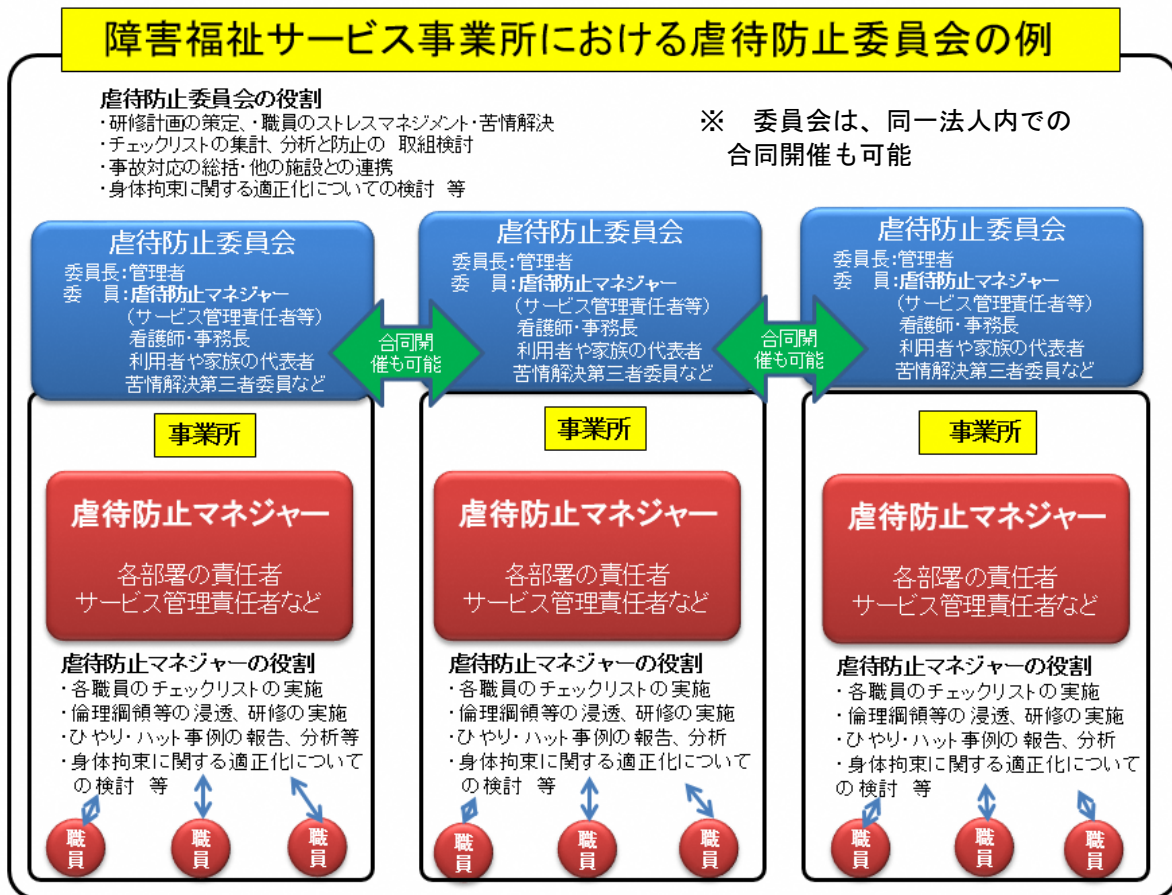 障害福祉サービス事業所における虐待防止委員会の例
虐待防止委員会の役割
・研修計画の策定、・職員のストレスマネジメント・苦情解決
・チェックリストの集計、分析と防止の 取組検討
・事故対応の総括・他の施設との連携
・身体拘束に関する適正化についての検討 等
※ 委員会は、同一法人内での
合同開催も可能
虐待防止委員会
委員長:管理者
委 員:虐待防止マネジャー
(サービス管理責任者等)
看護師・事務長
利用者や家族の代表者
苦情解決第三者委員など
合同開
催も可能
虐待防止委員会
委員長:管理者
委 員:虐待防止マネジャー
(サービス管理責任者等)
看護師・事務長
利用者や家族の代表者
苦情解決第三者委員など
合同開
催も可能
虐待防止委員会
委員長:管理者
委 員:虐待防止マネジャー
(サービス管理責任者等)
看護師・事務長
利用者や家族の代表者
苦情解決第三者委員など
事業所
虐待防止マネジャー
各部署の責任者
サービス管理責任者など
虐待防止マネジャーの役割
・各職員のチェックリストの実施
・倫理綱領等の浸透、研修の実施
・ひやり・ハット事例の報告、分析等
・身体拘束に関する適正化について
の検討 等
職員
職員
職員
事業所
虐待防止マネジャー
各部署の責任者
サービス管理責任者など
虐待防止マネジャーの役割
・各職員のチェックリストの実施
・倫理綱領等の浸透、研修の実施
・ひやり・ハット事例の報告、分析
・身体拘束に関する適正化について
の検討 等
職員
職員
職員
事業所
虐待防止マネジャー
各部署の責任者
サービス管理責任者など
虐待防止マネジャーの役割
・各職員のチェックリストの実施
・倫理綱領等の浸透、研修の実施
・ひやり・ハット事例の報告、分析
・身体拘束に関する適正化について
の検討 等
職員
職員
職員